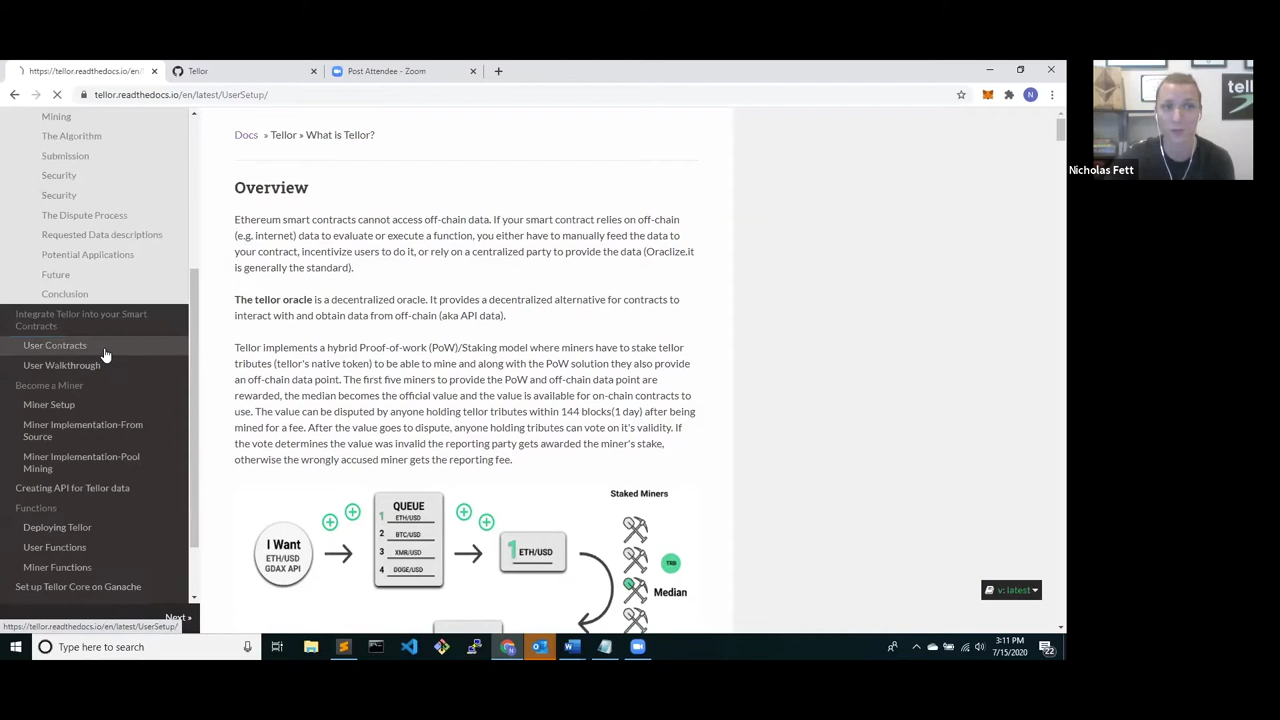 https://tellor.readthedocs.io/en/l
Tellor
Post Attendee - Zoom
tellor.readthedocs.io/en/latest/UserSetup/
N
tell
Nicholas Fett
Mining
The Algorithm
Submission
Security
Security
The Dispute Process
Requested Data descriptions
Potential Applications
Future
Conclusion
Integrate Tellor into your Smart
Contracts
User Contracts
User Walkthrough
Become a Miner
Miner Setup
Miner Implementation-From
Source
Miner Implementation-Pool
Mining
Creating API for Tellor data
Functions
Deploying Tellor
User Functions
Miner Functions
Set up Tellor Core on Ganache
Next »
https://tellor.readthedocs.io/en/latest/UserSetup/
Docs » Tellor » What is Tellor?
Overview
Ethereum smart contracts cannot access off-chain data. If your smart contract relies on off-chain
(e.g. internet) data to evaluate or execute a function, you either have to manually feed the data to
your contract, incentivize users to do it, or rely on a centralized party to provide the data (Oraclize.it
is generally the standard).
The tellor oracle is a decentralized oracle. It provides a decentralized alternative for contracts to
interact with and obtain data from off-chain (aka API data).
Tellor implements a hybrid Proof-of-work (PoW)/Staking model where miners have to stake tellor
tributes (tellor's native token) to be able to mine and along with the PoW solution they also provide
an off-chain data point. The first five miners to provide the PoW and off-chain data point are
rewarded, the median becomes the official value and the value is available for on-chain contracts to
use. The value can be disputed by anyone holding tellor tributes within 144 blocks(1 day) after being
mined for a fee. After the value goes to dispute, anyone holding tributes can vote on it's validity. If
the vote determines the value was invalid the reporting party gets awarded the miner's stake,
otherwise the wrongly accused miner gets the reporting fee.
I Want
ETH/USD
GDAX API
QUEUE
1 ETH/USD
2 BTC/USD
3 XMR/USD
4 DOGE/USD
1 ETH/USD
Staked Miners
TRB
Median
v: latest
Type here to search
3:11 PM
7/15/2020
22